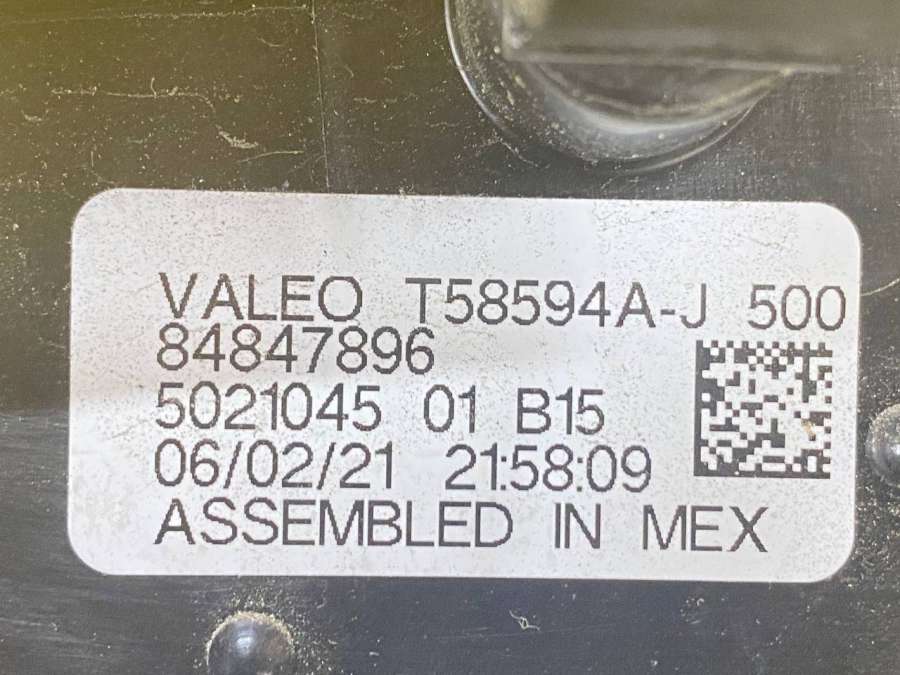 VALEO T58594A-J 500
84847896
5021045 01 B15
06/02/21 21:58:09
ASSEMBLED IN MEX